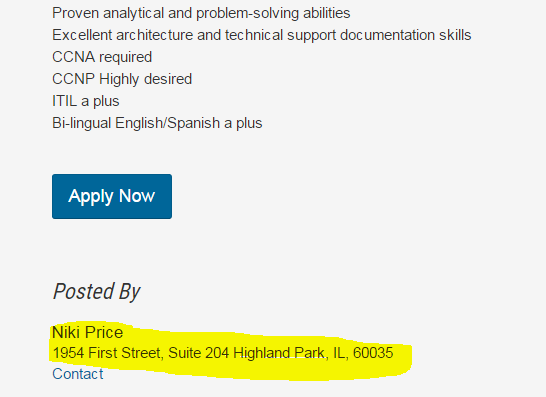 Proven analytical and problem-solving abilities
Excellent architecture and technical support documentation skills
CCNA required
CCNP Highly desired
ITIL a plus
Bi-lingual English/Spanish a plus
Apply Now
Posted By
Niki Price
1954 First Street, Suite 204 Highland Park, IL, 60035
Contact